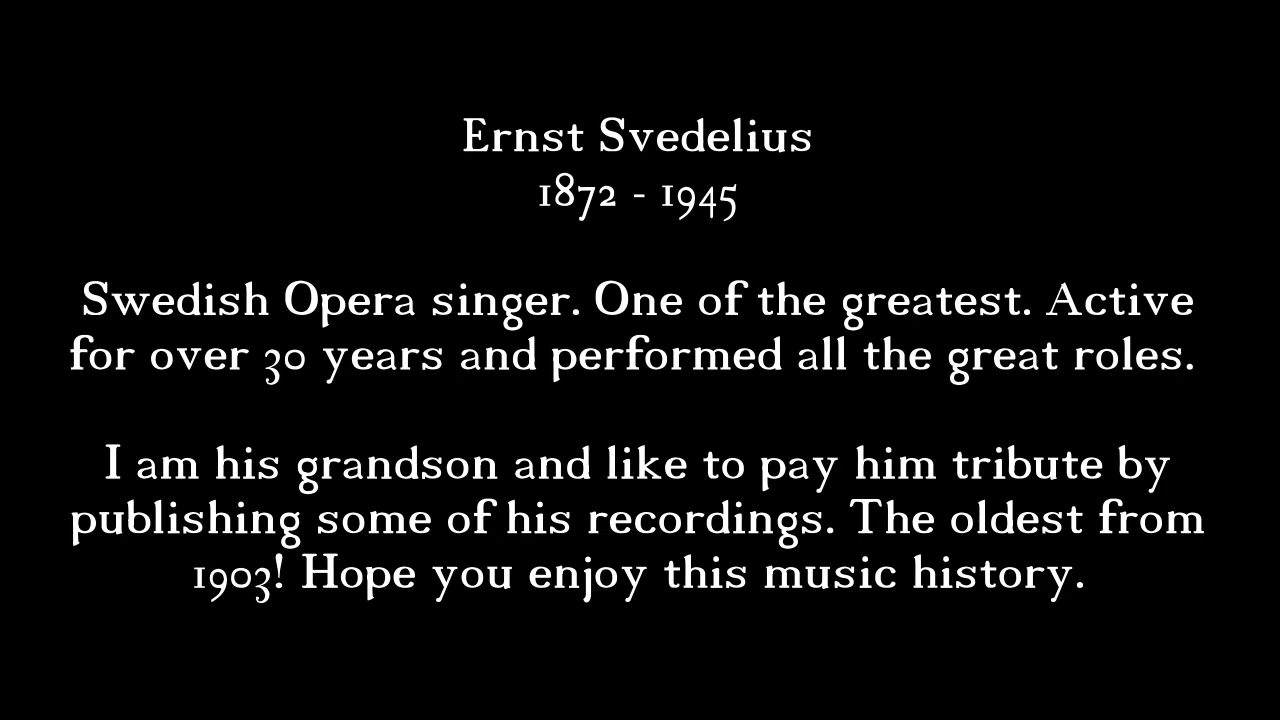 Ernst Svedelius
1872 - 1945
Swedish Opera singer. One of the greatest. Active
for over 30 years and performed all the great roles.
I am his grandson and like to pay him tribute by
publishing some of his recordings. The oldest from
1903! Hope you enjoy this music history.